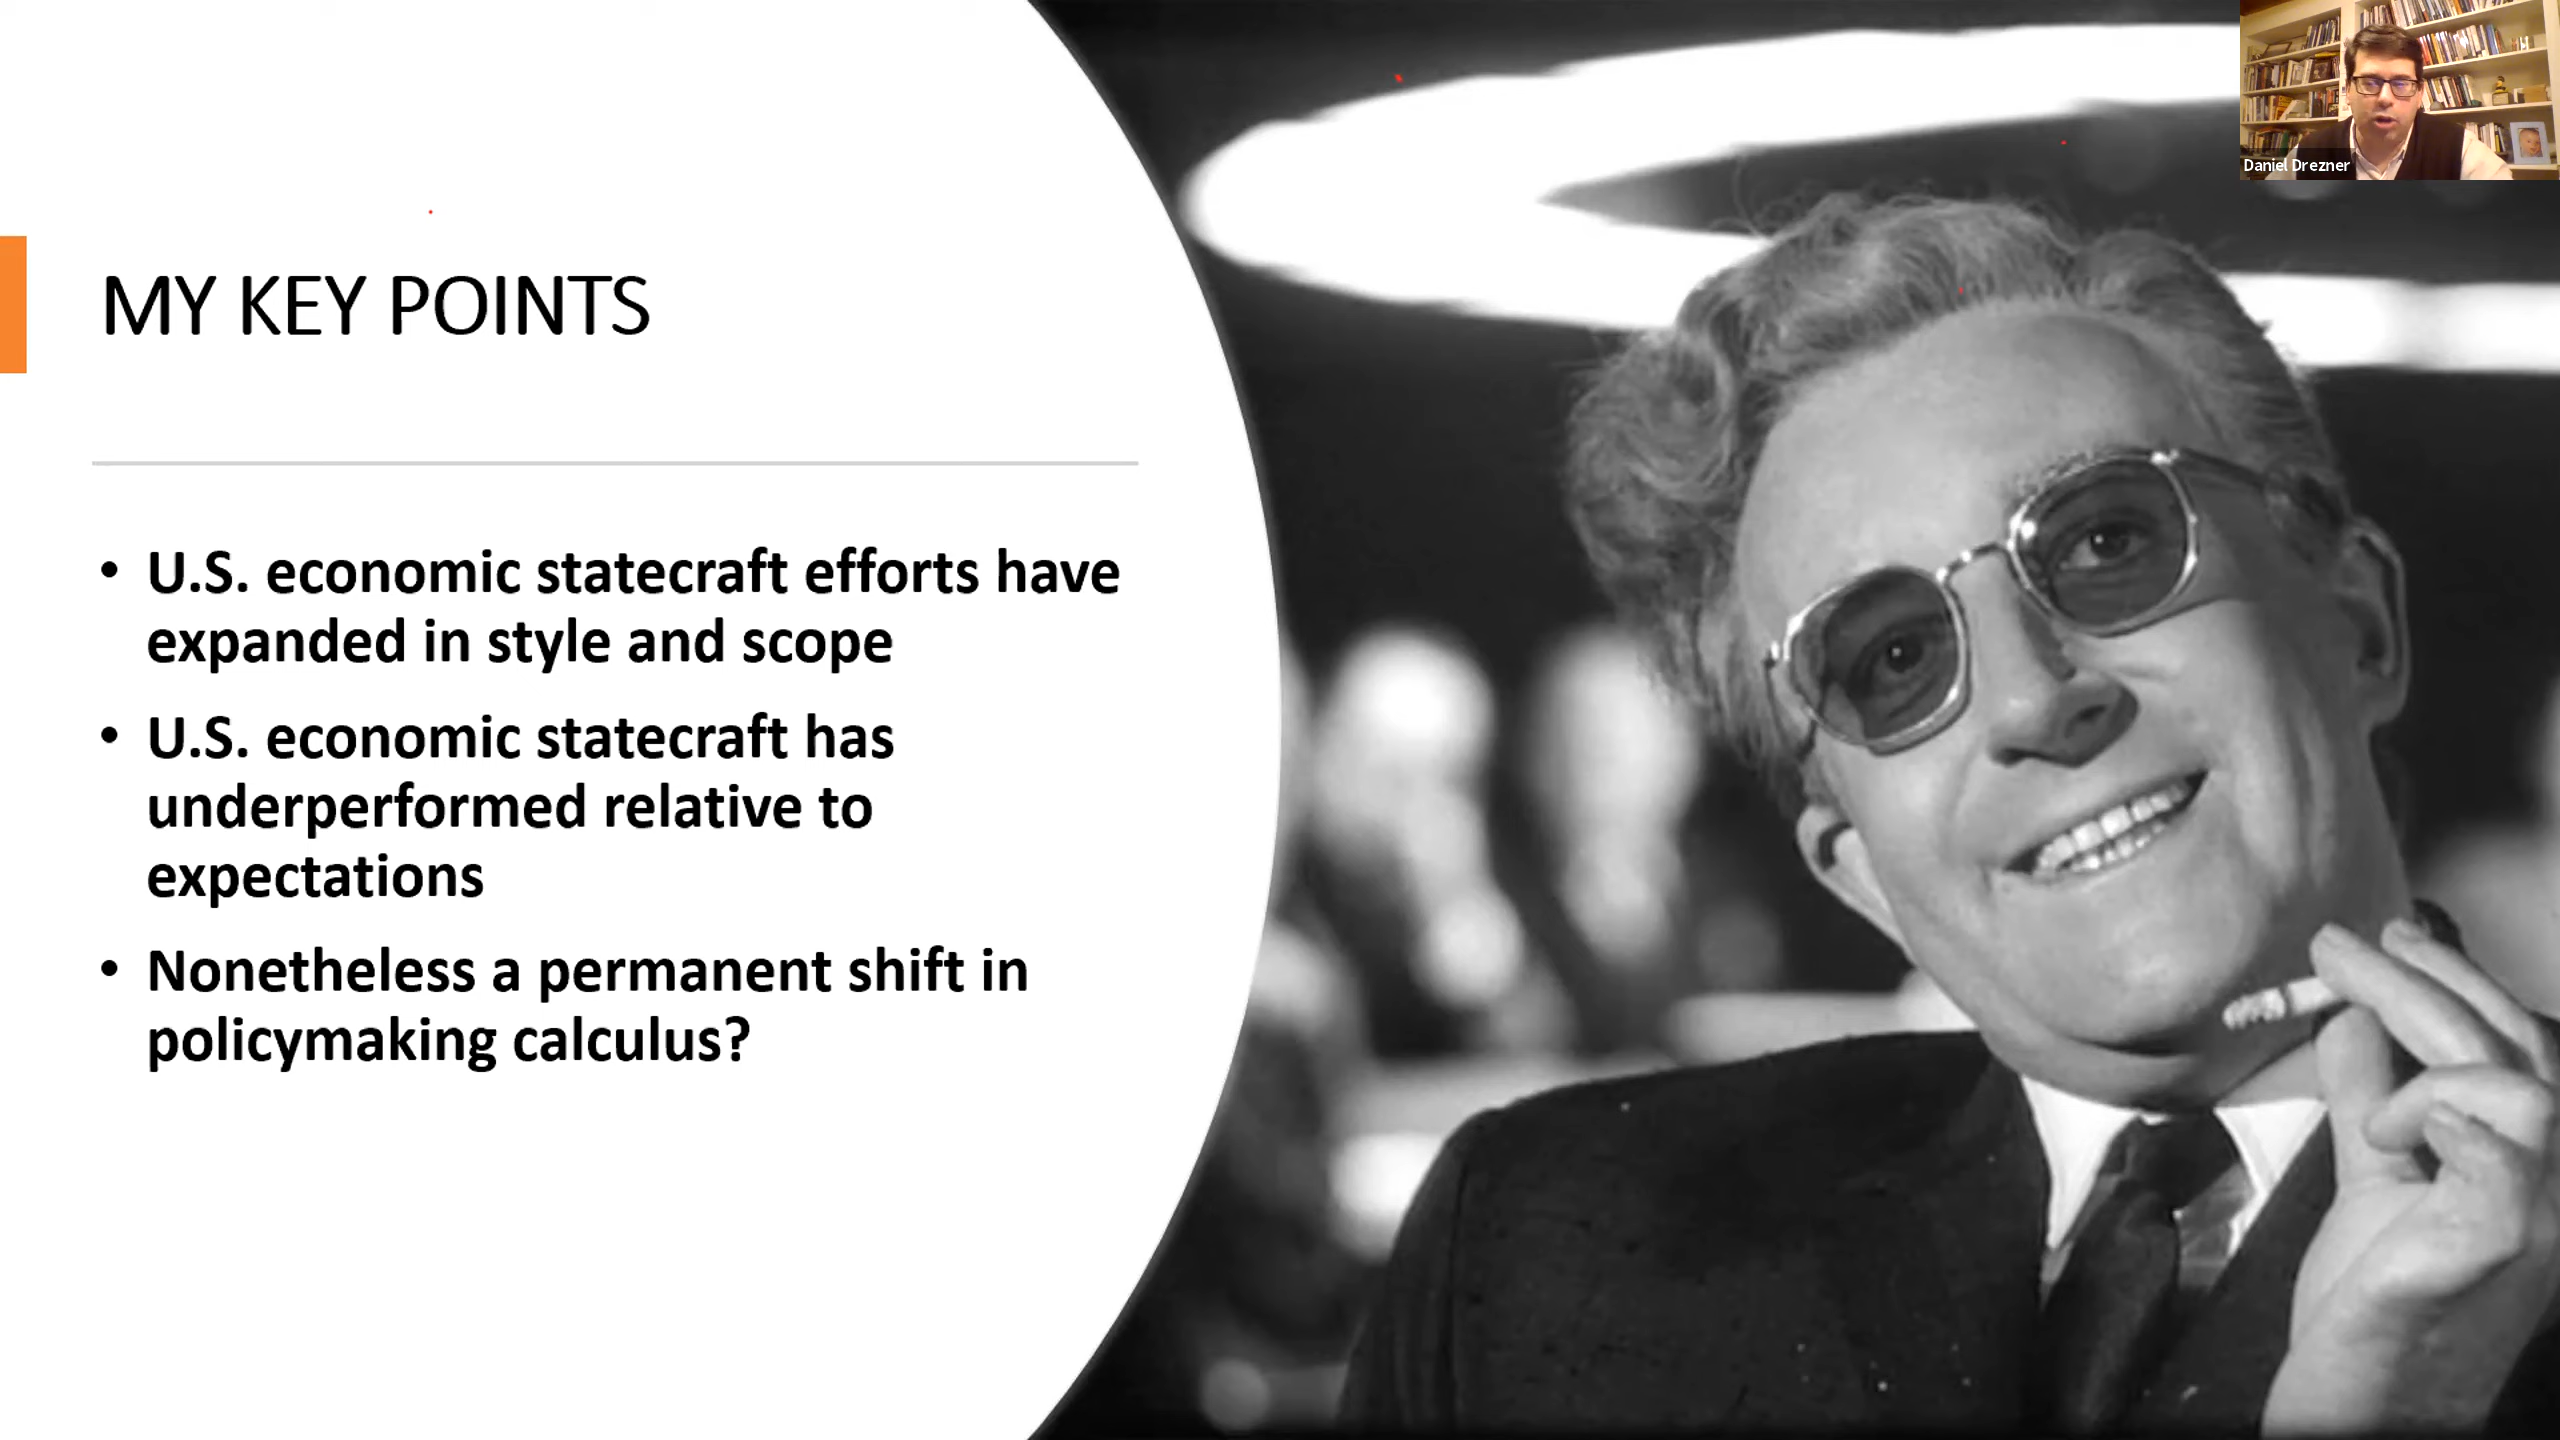 Daniel Drezner
MY KEY POINTS
• U.S. economic statecraft efforts have
expanded in style and scope
• U.S. economic statecraft has
underperformed relative to
expectations
• Nonetheless a permanent shift in
policymaking calculus?